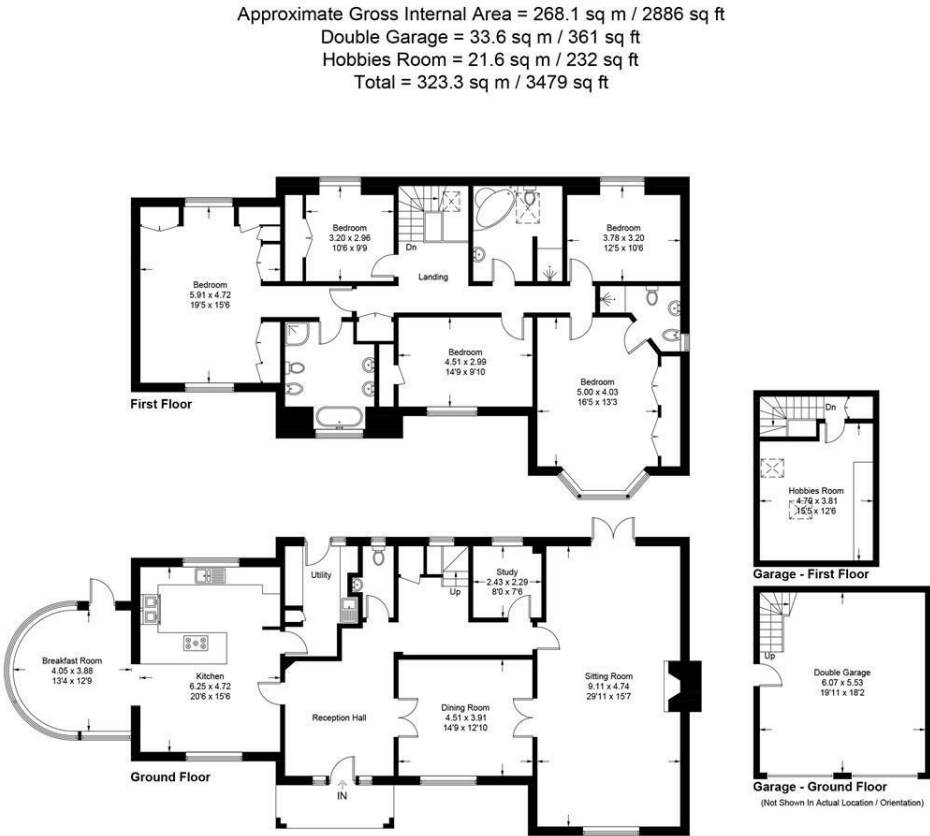 Approximate Gross Internal Area = 268.1 sq m / 2886 sq ft
Double Garage = 33.6 sq m / 361 sq ft
Hobbies Room = 21.6 sq m / 232 sq ft
Total = 323.3 sq m / 3479 sq ft
Bedroom
3.20 x 2.96
10'6 x 9'9
Dn
Landing
Bedroom
3.78 x 3.20
12'5 x 10'6
Bedroom
5.91 x 4.72
19'5 x 15'6
Bedroom
4.51 x 2.99
14'9 x 9'10
Bedroom
5.00 x 4.03
16'5 x 13'3
First Floor
Dn
Hobbies Room
4.70 x 3.81
15'5 x 12'6
Garage - First Floor
Utility
Up
Study
2.43 x 2.29
8'0 x 7'6
Breakfast Room
4.05 x 3.88
13'4 x 12'9
Kitchen
6.25 x 4.72
20'6 x 15'6
Reception Hall
Dining Room
4.51 x 3.91
14'9 x 12'10
Sitting Room
9.11 x 4.74
29'11 x 15'7
IN
Ground Floor
Up
Double Garage
6.07 x 5.53
19'11 x 18'2
Garage - Ground Floor
(Not Shown In Actual Location / Orientation)